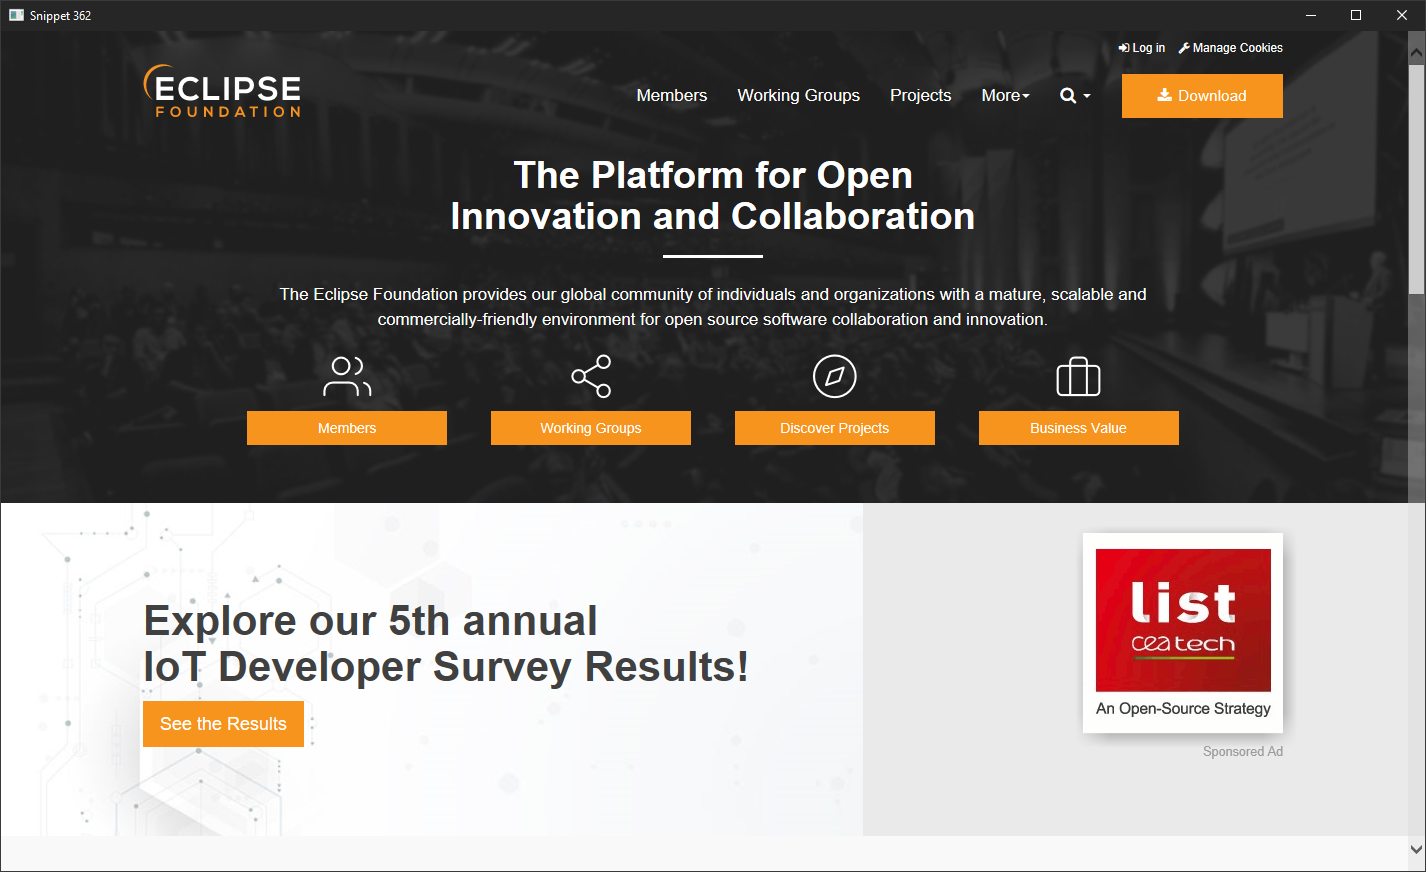 Snippet 362
Log in
Manage Cookies
ECLIPSE
FOUNDATION
Members
Working Groups
Projects
More
Download
The Platform for Open
Innovation and Collaboration
The Eclipse Foundation provides our global community of individuals and organizations with a mature, scalable and
commercially-friendly environment for open source software collaboration and innovation.
Members
Working Groups
Discover Projects
Business Value
Explore our 5th annual
IoT Developer Survey Results!
See the Results
list
cea tech
An Open-Source Strategy
Sponsored Ad